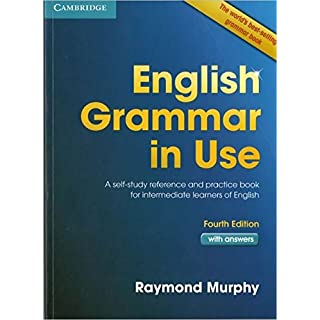 CAMBRIDGE
The world's best-selling
grammar book
English
Grammar
in Use
A self-study reference and practice book
for intermediate learners of English
Fourth Edition
with answers
Raymond Murphy